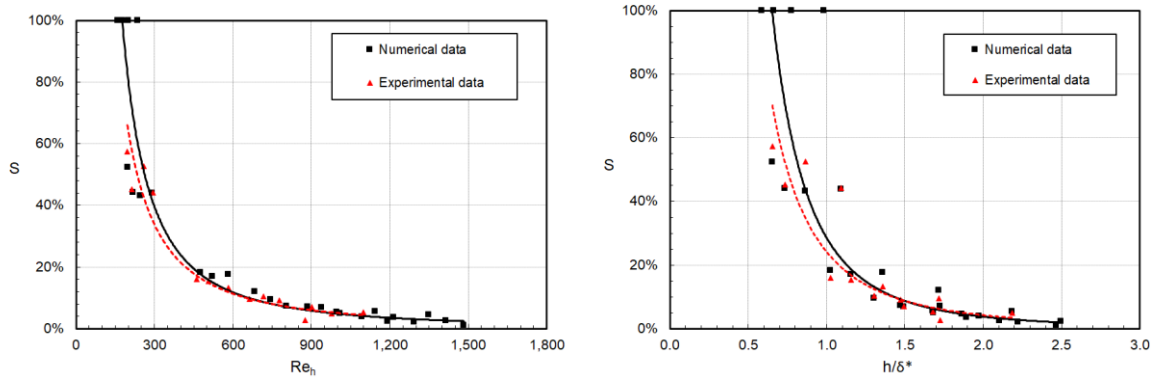 100%
80%
60%
S
40%
20%
0%
0 300 600 900 1,200 1,500 1,800
Re_h
Numerical data
Experimental data
100%
80%
60%
S
40%
20%
0%
0.0 0.5 1.0 1.5 2.0 2.5 3.0
h/δ*
Numerical data
Experimental data